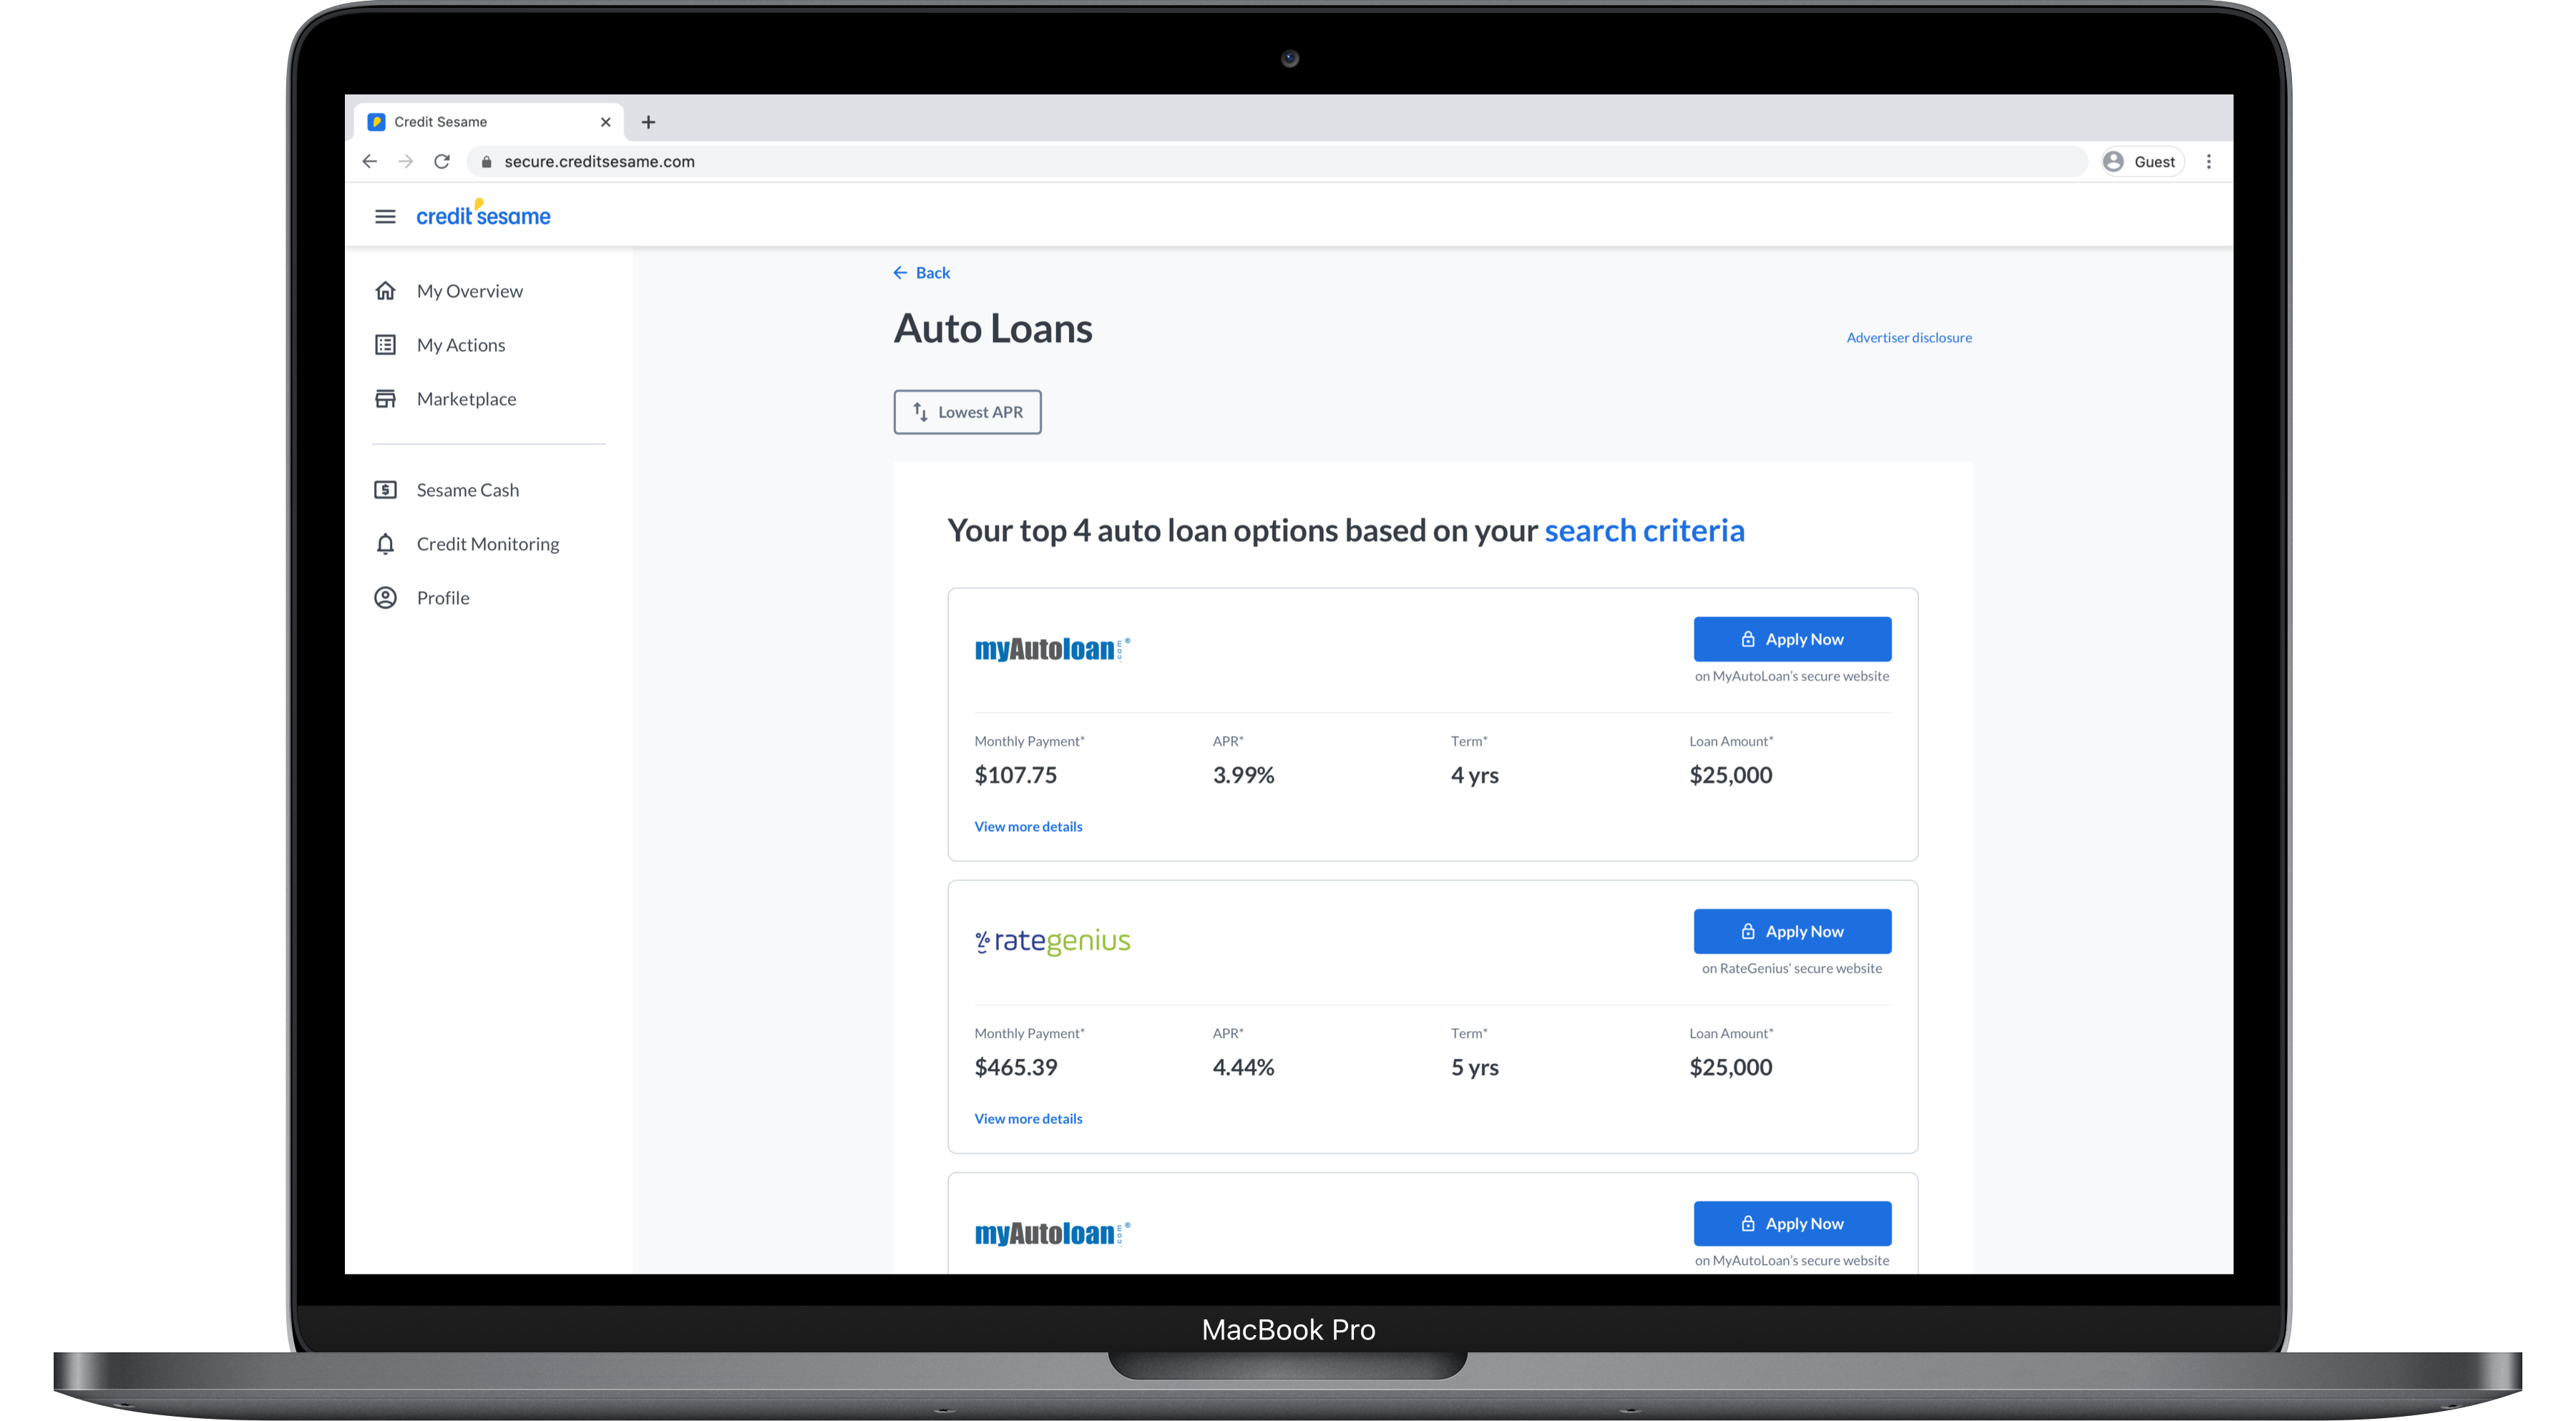 Credit Sesame
secure.creditsesame.com
Guest
credit sesame
My Overview
My Actions
Marketplace
Sesame Cash
Credit Monitoring
Profile
Back
Auto Loans
Advertiser disclosure
Lowest APR
Your top 4 auto loan options based on your search criteria
myAutoloan.com®
Apply Now
on MyAutoLoan's secure website
Monthly Payment* APR* Term* Loan Amount*
$107.75 3.99% 4 yrs $25,000
View more details
rategenius
Apply Now
on RateGenius' secure website
Monthly Payment* APR* Term* Loan Amount*
$465.39 4.44% 5 yrs $25,000
View more details
myAutoloan.com®
Apply Now
on MyAutoLoan's secure website
MacBook Pro